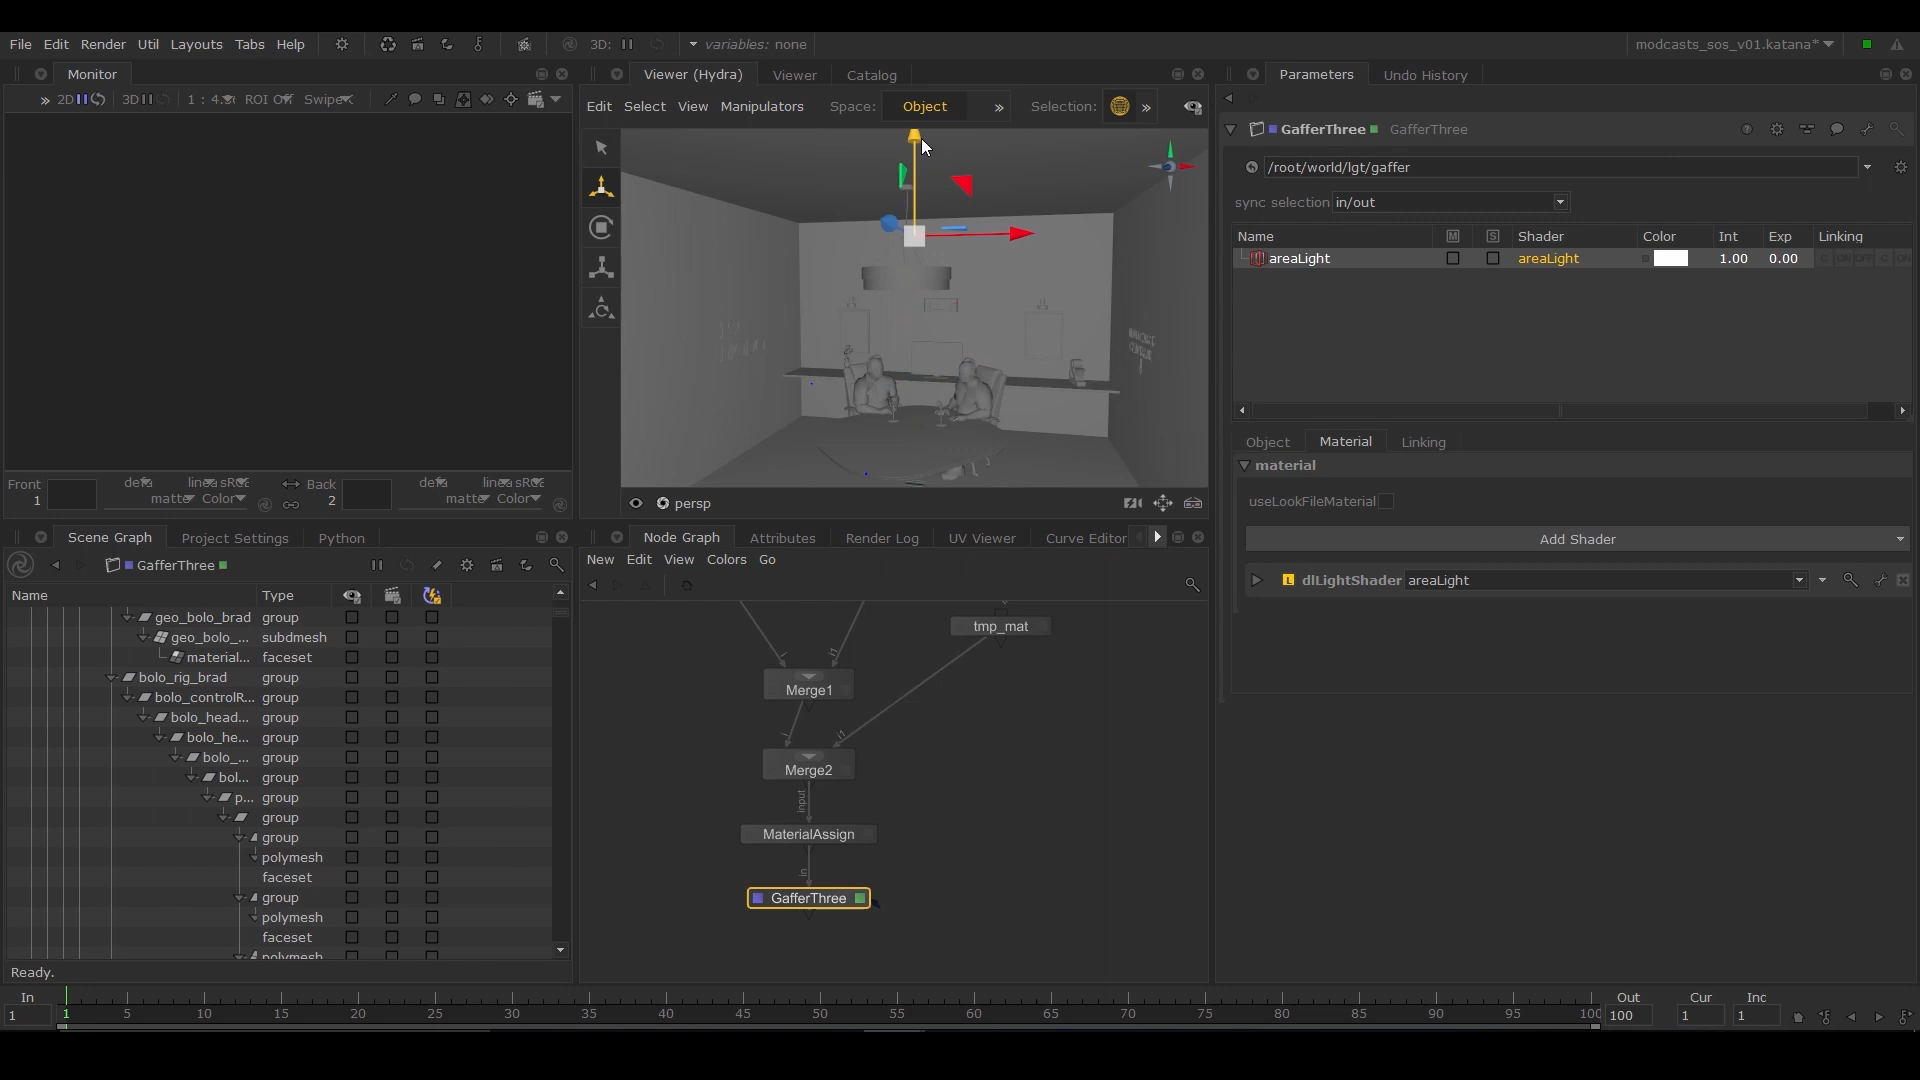 File Edit Render Util Layouts Tabs Help 3D: variables: none modcasts_sos_v01.katana*
Monitor
2D 3D ROI Off Swipe
Front
1
Back
2
matte Color
matte Color
Viewer (Hydra) Viewer Catalog
Edit Select View Manipulators Space: Object Selection:
persp
Parameters Undo History
GafferThree GafferThree
/root/world/lgt/gaffer
sync selection in/out
Name M S Shader Color Int Exp Linking
areaLight areaLight 1.00 0.00
Object Material Linking
material
useLookFileMaterial
Add Shader
dlLightShader areaLight
Scene Graph Project Settings Python
GafferThree
Name Type
geo_bolo_brad group
geo_bolo_... subdmesh
material... faceset
bolo_rig_brad group
bolo_controlR... group
bolo_head... group
bolo_he... group
bolo_... group
bol... group
p... group
group
group
polymesh
faceset
group
polymesh
faceset
polymesh
Ready.
Node Graph Attributes Render Log UV Viewer Curve Editor
New Edit View Colors Go
tmp_mat
Merge1
Merge2
input
MaterialAssign
in
GafferThree
In
1
1 5 10 15 20 25 30 35 40 45 50 55 60 65 70 75 80 85 90 95 100
Out
100
Cur
1
Inc
1